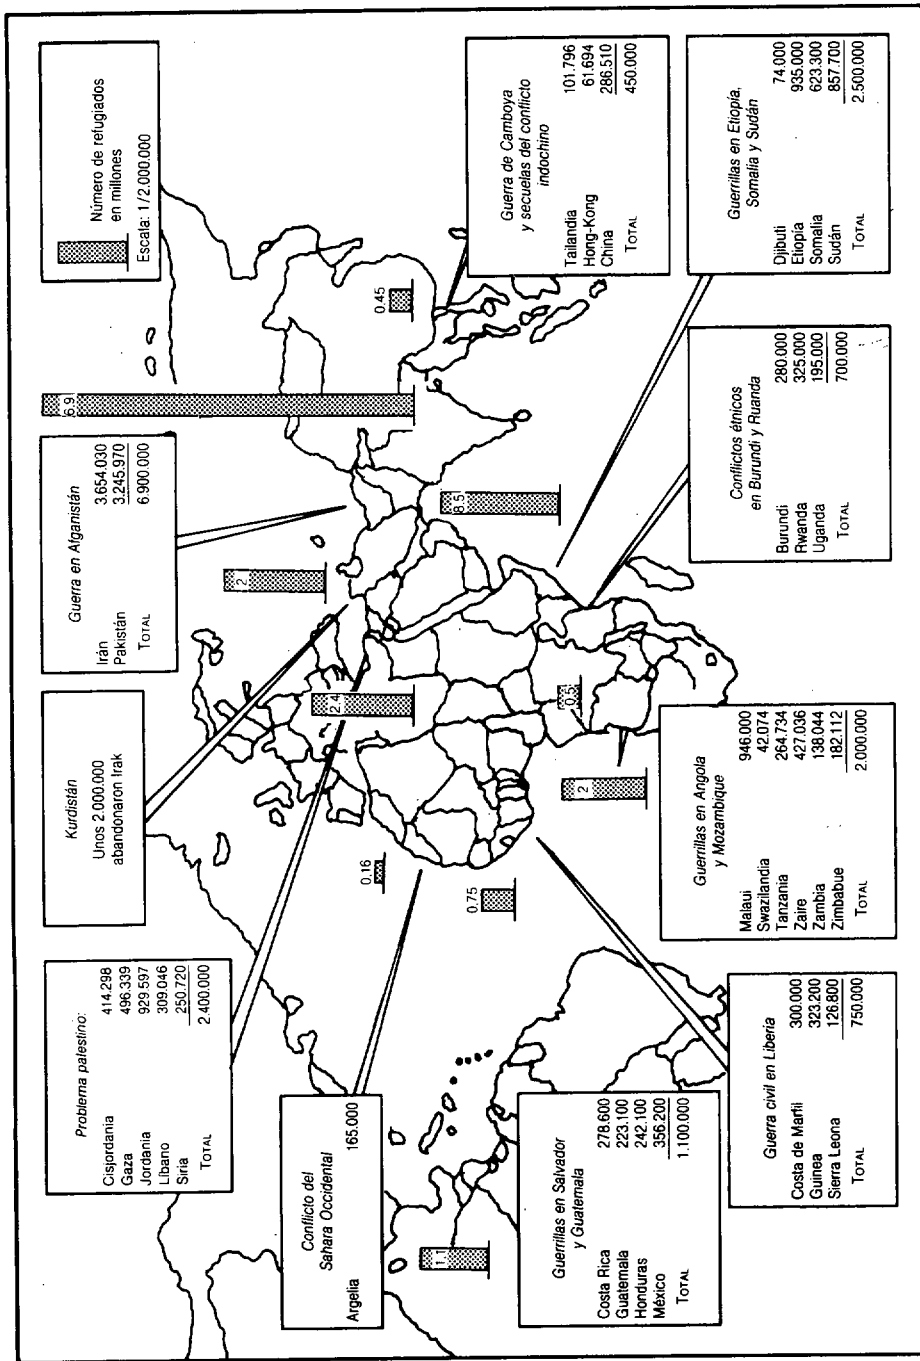 Problema palestino:
Cisjordania 414.298
Gaza 496.339
Jordania 929.597
Líbano 309.046
Siria 250.720
TOTAL 2.400.000
Kurdistán
Unos 2.000.000
abandonaron Irak
Guerra en Afganistán
Irán 3.654.030
Pakistán 3.245.970
TOTAL 6.900.000
Número de refugiados
en millones
Escala: 1/2.000.000
Conflicto del
Sahara Occidental
Argelia 165.000
0.16
2.4
2
6.9
0.45
1.1
0.75
2
0.5
8.5
Guerrillas en Salvador
y Guatemala
Costa Rica 278.600
Guatemala 223.100
Honduras 242.100
México 356.200
TOTAL 1.100.000
Guerra civil en Liberia
Costa de Marfil 300.000
Guinea 323.200
Sierra Leona 126.800
TOTAL 750.000
Guerrillas en Angola
y Mozambique
Malaui 946.000
Swazilandia 42.074
Tanzania 264.734
Zaire 427.036
Zambia 138.044
Zimbabue 182.112
TOTAL 2.000.000
Conflictos étnicos
en Burundi y Ruanda
Burundi 280.000
Rwanda 325.000
Uganda 195.000
TOTAL 700.000
Guerra de Camboya
y secuelas del conflicto
indochino
Tailandia 101.796
Hong-Kong 61.694
China 286.510
TOTAL 450.000
Guerrillas en Etiopía,
Somalia y Sudán
Djibuti 74.000
Etiopía 935.000
Somalia 623.300
Sudán 857.700
TOTAL 2.500.000